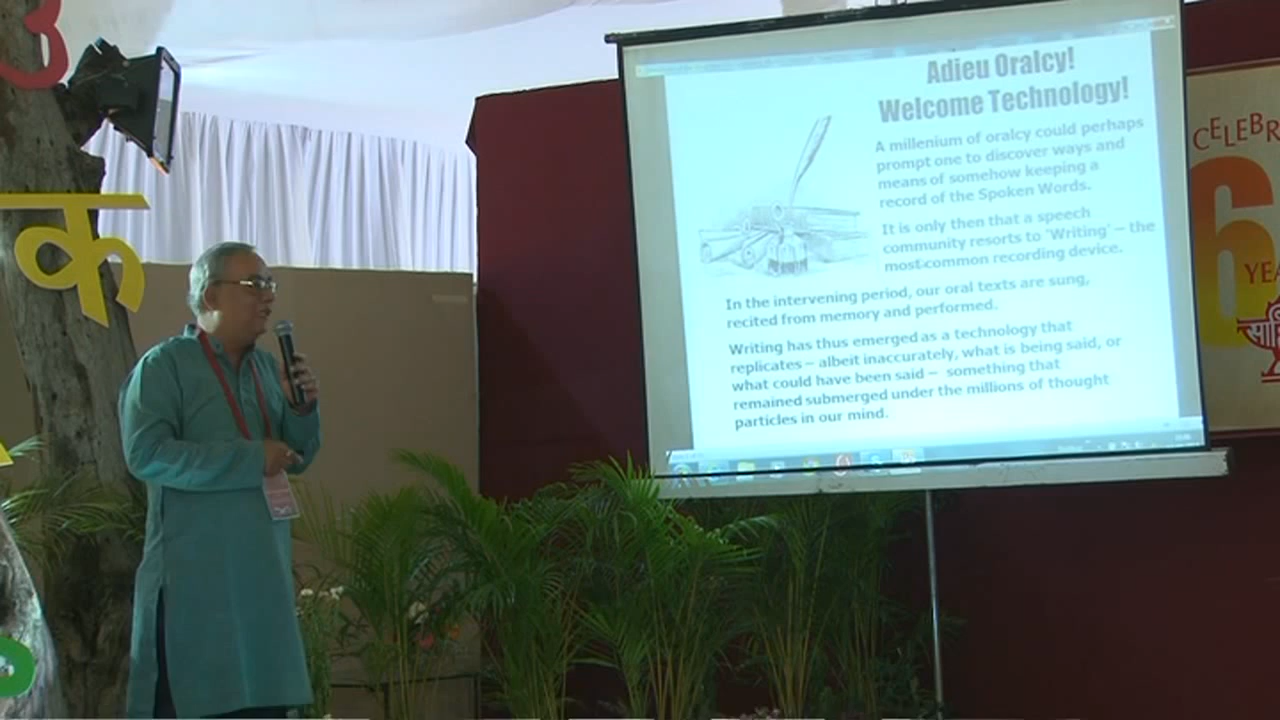 उ
क
Adieu Oralcy!
Welcome Technology!
A millenium of oralcy could perhaps
prompt one to discover ways and
means of somehow keeping a
record of the Spoken Words.
It is only then that a speech
community resorts to 'Writing' – the
most common recording device.
In the intervening period, our oral texts are sung,
recited from memory and performed.
Writing has thus emerged as a technology that
replicates – albeit inaccurately, what is being said, or
what could have been said – something that
remained submerged under the millions of thought
particles in our mind.
CELEBR
6
YEA
साहि